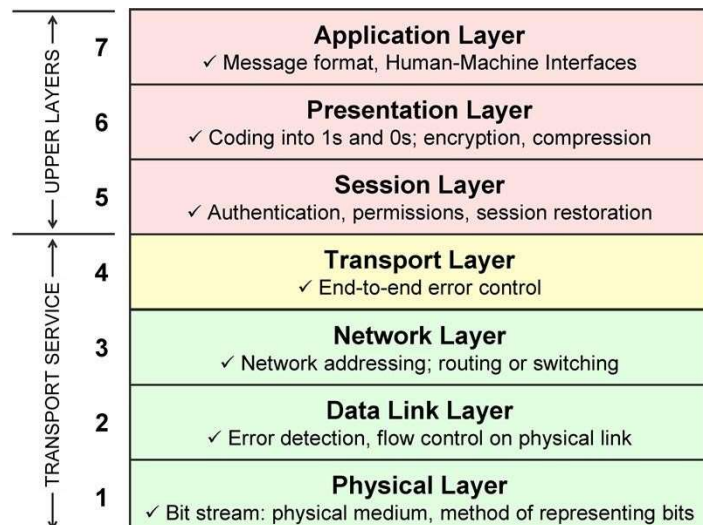 UPPER LAYERS
7
Application Layer
✓ Message format, Human-Machine Interfaces
6
Presentation Layer
✓ Coding into 1s and 0s; encryption, compression
5
Session Layer
✓ Authentication, permissions, session restoration
TRANSPORT SERVICE
4
Transport Layer
✓ End-to-end error control
3
Network Layer
✓ Network addressing; routing or switching
2
Data Link Layer
✓ Error detection, flow control on physical link
1
Physical Layer
✓ Bit stream: physical medium, method of representing bits